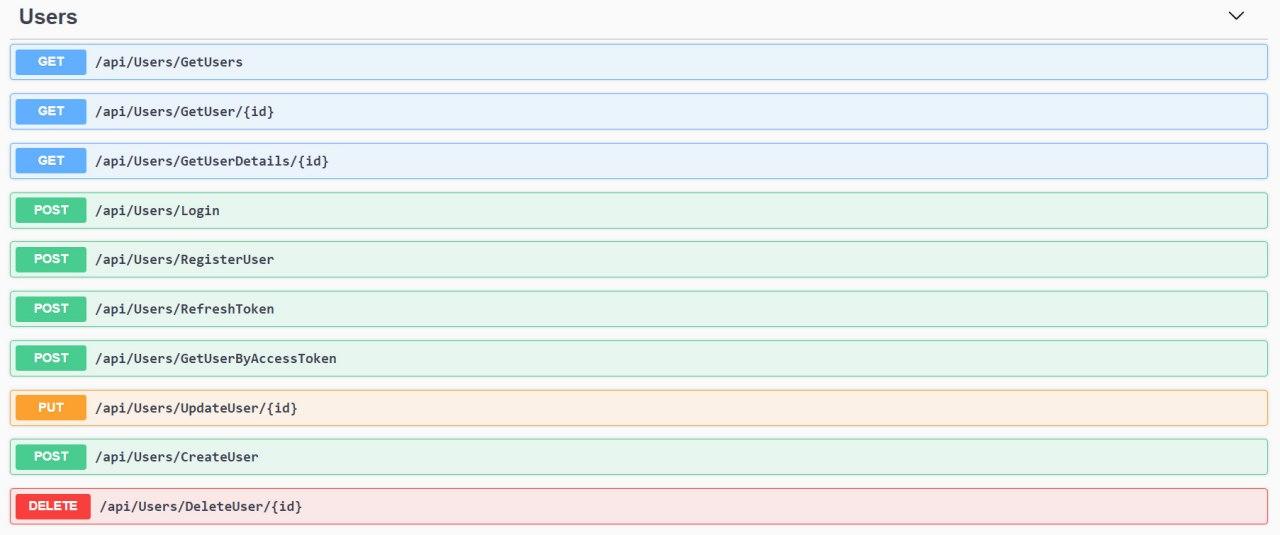 Users
GET /api/Users/GetUsers
GET /api/Users/GetUser/{id}
GET /api/Users/GetUserDetails/{id}
POST /api/Users/Login
POST /api/Users/RegisterUser
POST /api/Users/RefreshToken
POST /api/Users/GetUserByAccessToken
PUT /api/Users/UpdateUser/{id}
POST /api/Users/CreateUser
DELETE /api/Users/DeleteUser/{id}